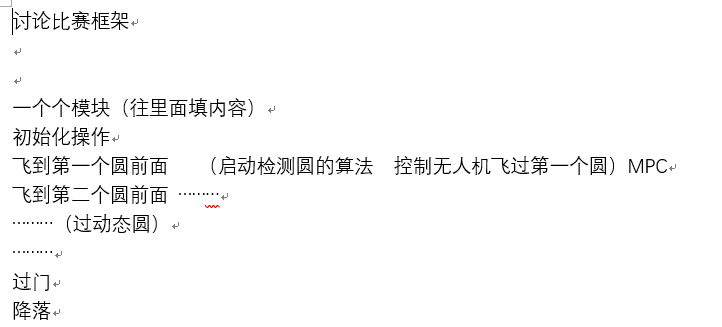 讨论比赛框架
一个个模块（往里面填内容）
初始化操作
飞到第一个圆前面 （启动检测圆的算法 控制无人机飞过第一个圆）MPC
飞到第二个圆前面 ………
………（过动态圆）
………
过门
降落